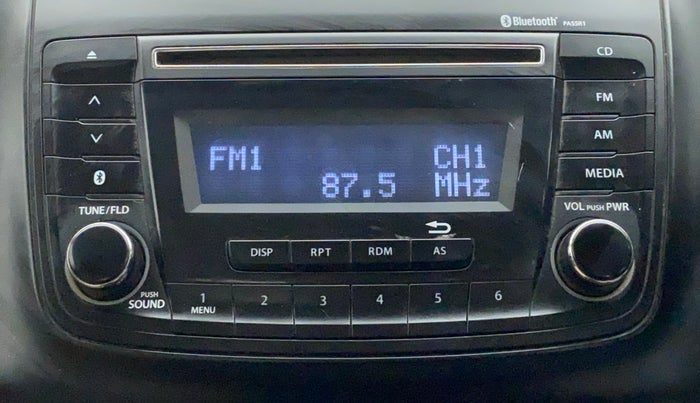 Bluetooth® PASSR1
CD
FM
AM
MEDIA
FM1 CH1
87.5 MHz
TUNE/FLD
VOL PUSH PWR
DISP RPT RDM AS
PUSH
SOUND
1 2 3 4 5 6
MENU